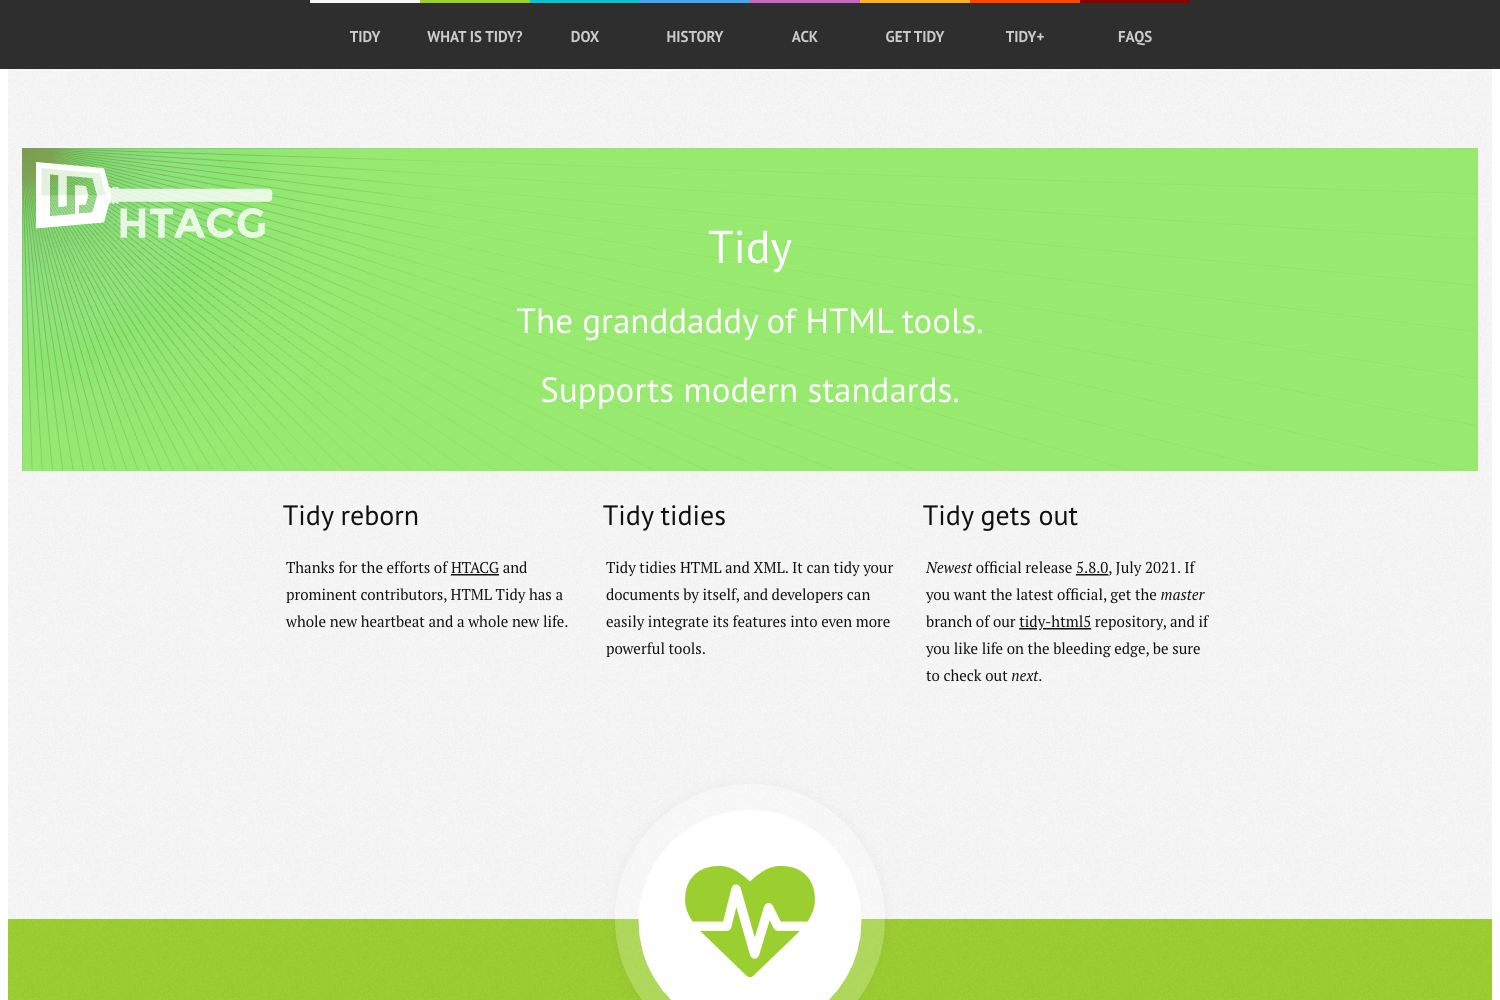 TIDY WHAT IS TIDY? DOX HISTORY ACK GET TIDY TIDY+ FAQS
HTACG
Tidy
The granddaddy of HTML tools.
Supports modern standards.
Tidy reborn
Thanks for the efforts of HTACG and
prominent contributors, HTML Tidy has a
whole new heartbeat and a whole new life.
Tidy tidies
Tidy tidies HTML and XML. It can tidy your
documents by itself, and developers can
easily integrate its features into even more
powerful tools.
Tidy gets out
Newest official release 5.8.0, July 2021. If
you want the latest official, get the master
branch of our tidy-html5 repository, and if
you like life on the bleeding edge, be sure
to check out next.